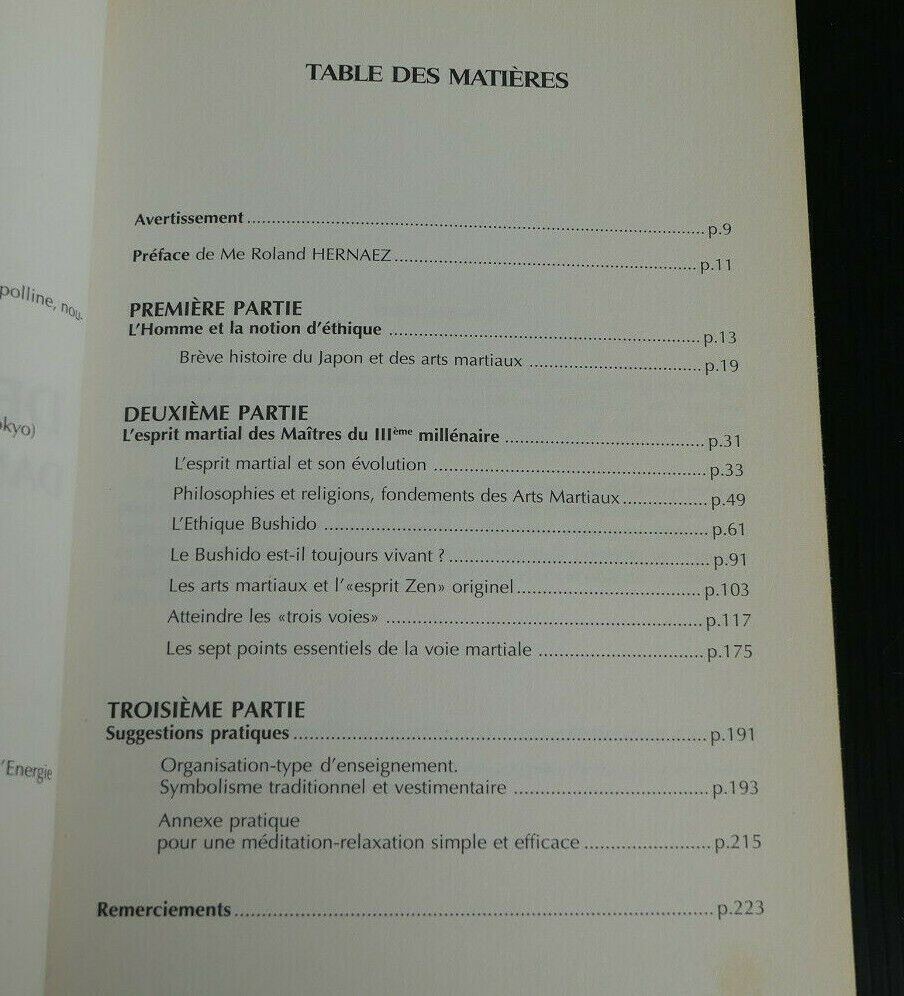 TABLE DES MATIÈRES
Avertissement ........ p.9
Préface de Me Roland HERNAEZ ........ p.11
PREMIÈRE PARTIE
L'Homme et la notion d'éthique ........ p.13
Brève histoire du Japon et des arts martiaux ........ p.19
DEUXIÈME PARTIE
L'esprit martial des Maîtres du IIIème millénaire ........ p.31
L'esprit martial et son évolution ........ p.33
Philosophies et religions, fondements des Arts Martiaux ........ p.49
L'Ethique Bushido ........ p.61
Le Bushido est-il toujours vivant ? ........ p.91
Les arts martiaux et l'«esprit Zen» originel ........ p.103
Atteindre les «trois voies» ........ p.117
Les sept points essentiels de la voie martiale ........ p.175
TROISIÈME PARTIE
Suggestions pratiques ........ p.191
Organisation-type d'enseignement.
Symbolisme traditionnel et vestimentaire ........ p.193
Annexe pratique
pour une méditation-relaxation simple et efficace ........ p.215
Remerciements ........ p.223
polline, nou-
kyo)
'Energie